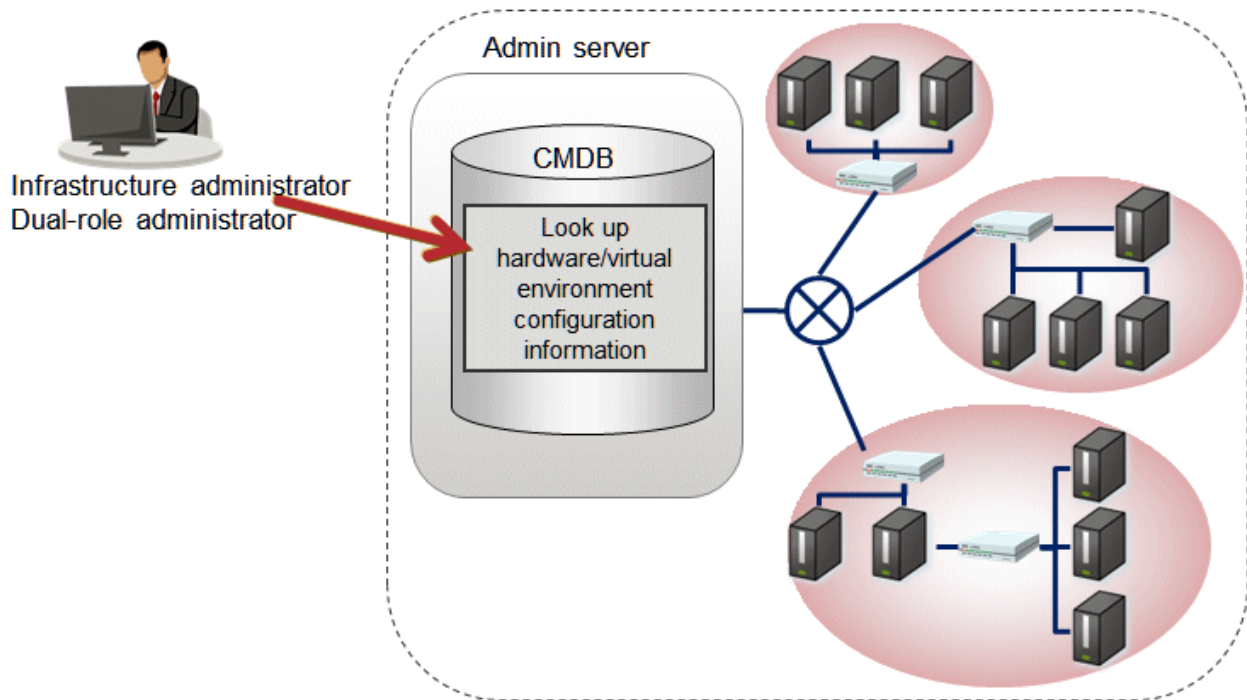 Admin server
Infrastructure administrator
Dual-role administrator
CMDB
Look up
hardware/virtual
environment
configuration
information